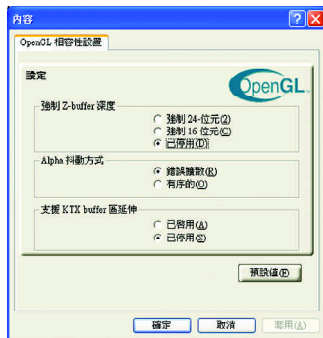 內容
OpenGL 相容性設置
設定
OpenGL
強制 Z-buffer 深度
強制 24-位元(2)
強制 16 位元(C)
已停用(D)
Alpha 抖動方式
錯誤擴散(R)
有序的(O)
支援 KTX buffer 區延伸
已啓用(A)
已停用(S)
預設値(F)
確定
取消
套用(A)